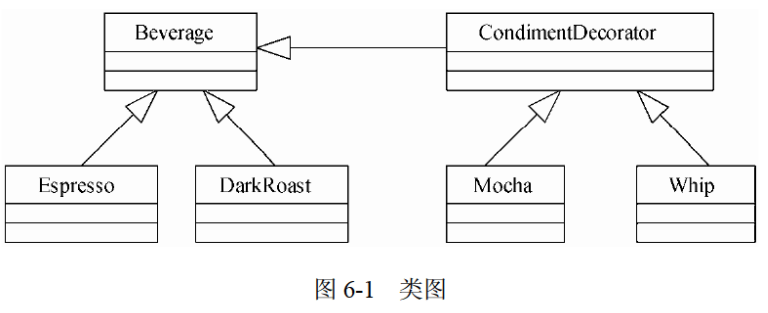 Beverage
CondimentDecorator
Espresso
DarkRoast
Mocha
Whip
图 6-1 类图